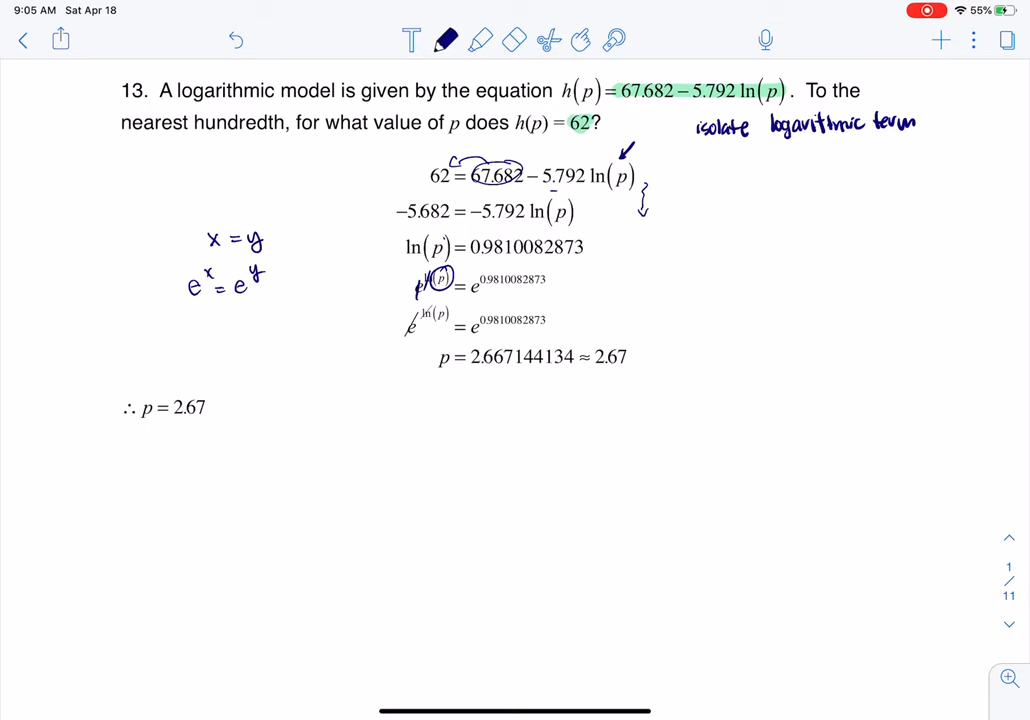 9:05 AM Sat Apr 18
55%
13. A logarithmic model is given by the equation h(p) = 67.682 − 5.792 ln(p). To the
nearest hundredth, for what value of p does h(p) = 62?
isolate logarithmic term
62 = 67.682 − 5.792 ln(p)
−5.682 = −5.792 ln(p)
ln(p) = 0.9810082873
x = y
e^ln(p) = e^0.9810082873
e^x = e^y
e^ln(p) = e^0.9810082873
p = 2.667144134 ≈ 2.67
∴ p = 2.67
1
/
11